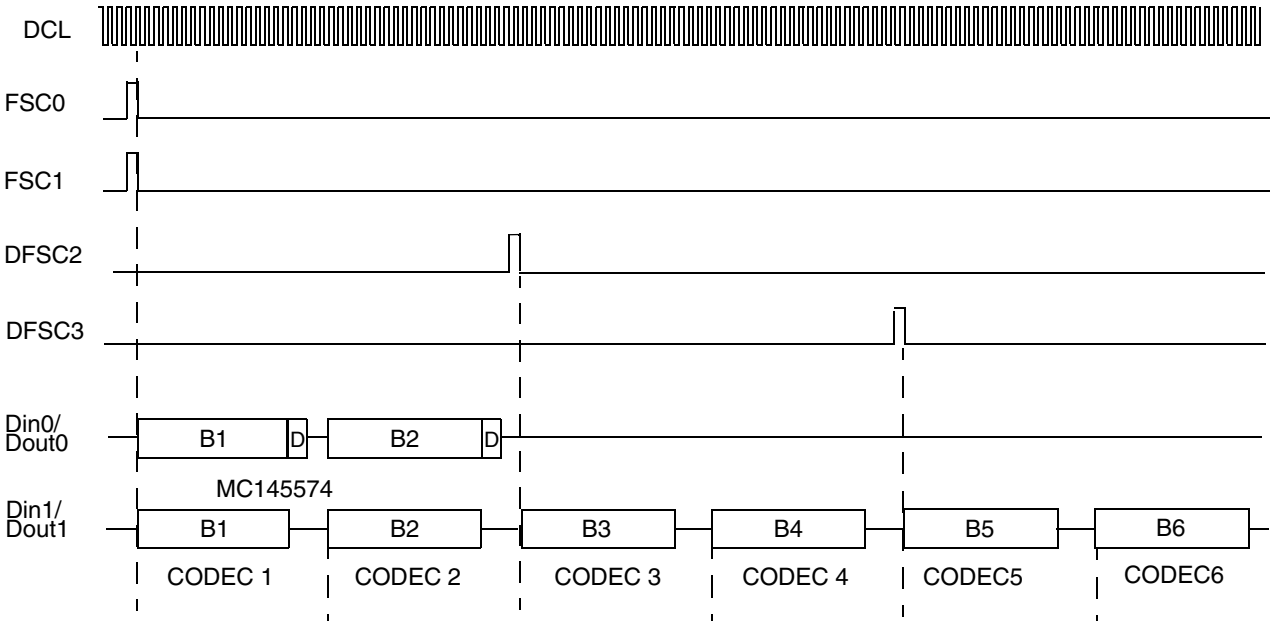 DCL
FSC0
FSC1
DFSC2
DFSC3
Din0/
Dout0
B1 D B2 D
MC145574
Din1/
Dout1
B1 B2 B3 B4 B5 B6
CODEC 1 CODEC 2 CODEC 3 CODEC 4 CODEC5 CODEC6